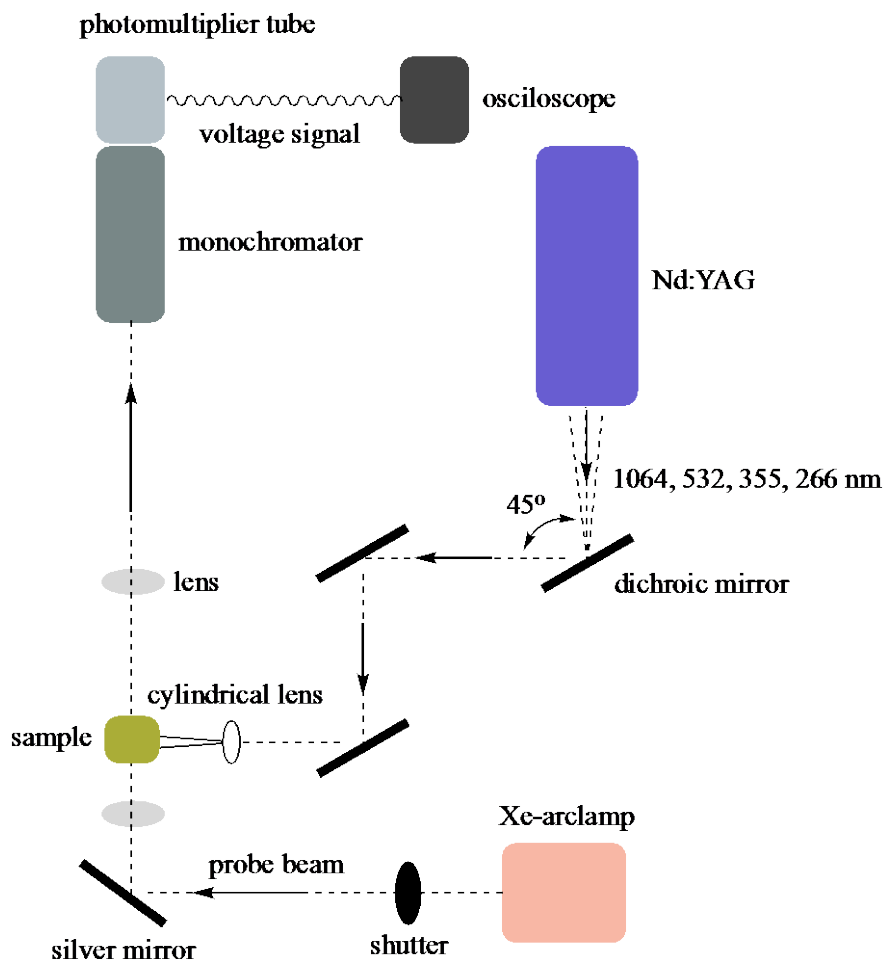 photomultiplier tube
osciloscope
voltage signal
monochromator
Nd:YAG
1064, 532, 355, 266 nm
45º
lens
dichroic mirror
cylindrical lens
sample
Xe-arclamp
probe beam
silver mirror
shutter